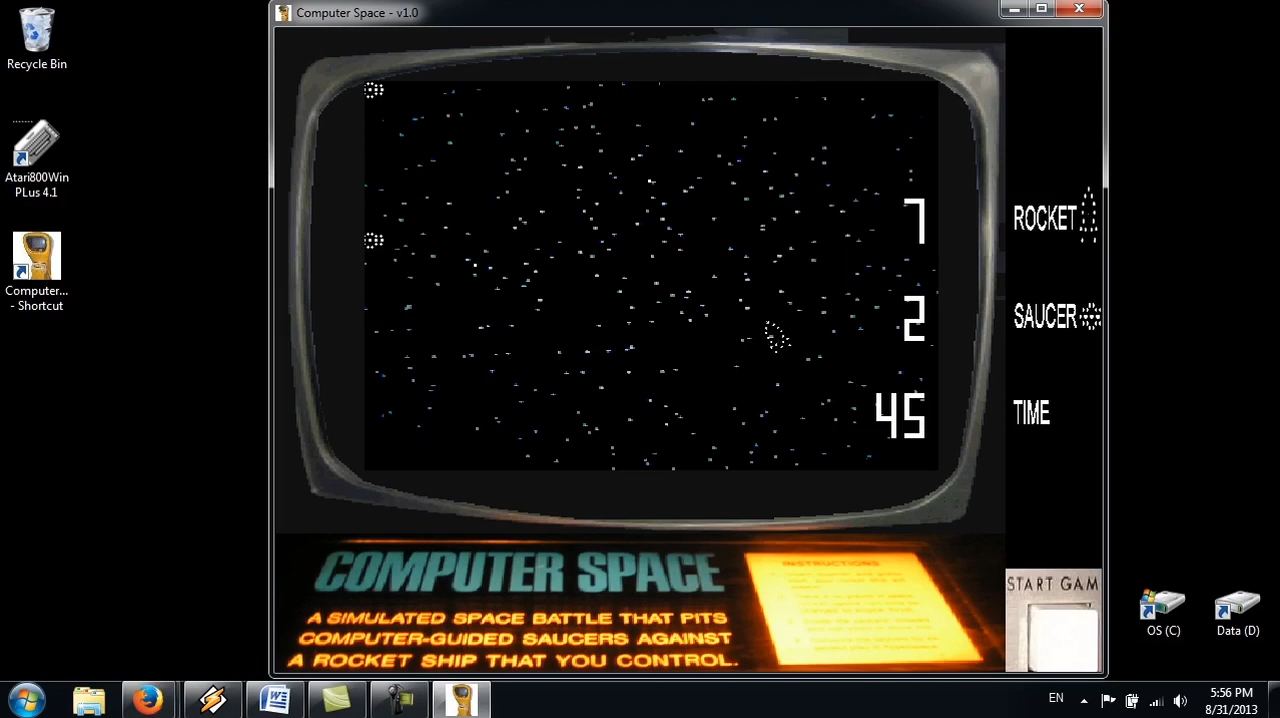 Computer Space - v1.0
Recycle Bin
Atari800Win
PLus 4.1
Computer...
- Shortcut
7
ROCKET
2
SAUCER
45
TIME
COMPUTER SPACE
A SIMULATED SPACE BATTLE THAT PITS
COMPUTER-GUIDED SAUCERS AGAINST
A ROCKET SHIP THAT YOU CONTROL.
INSTRUCTIONS
START GAM
OS (C)
Data (D)
EN
5:56 PM
8/31/2013